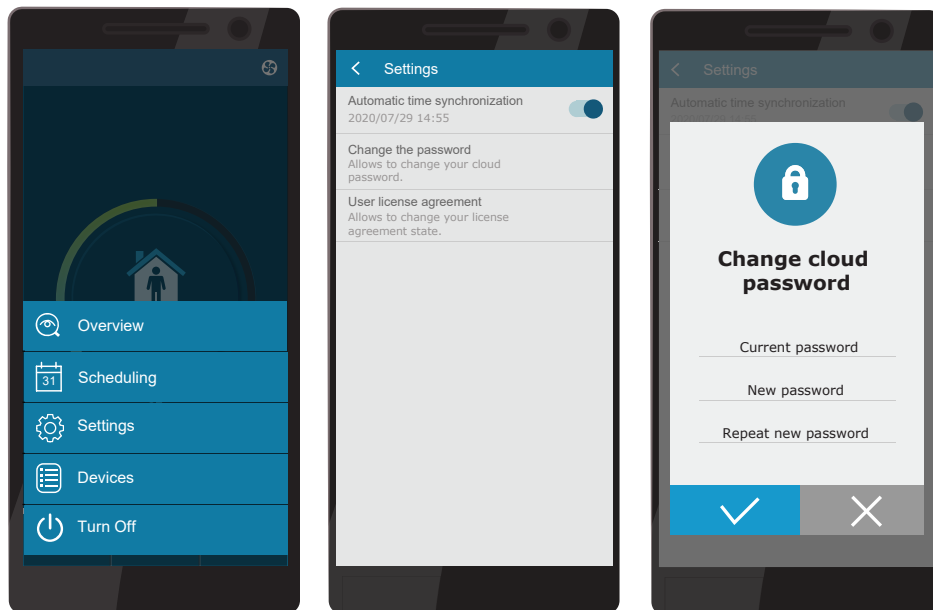 Overview
31
Scheduling
Settings
Devices
Turn Off
Settings
Automatic time synchronization
2020/07/29 14:55
Change the password
Allows to change your cloud
password.
User license agreement
Allows to change your license
agreement state.
Settings
Automatic time synchronization
Change cloud
password
Current password
New password
Repeat new password